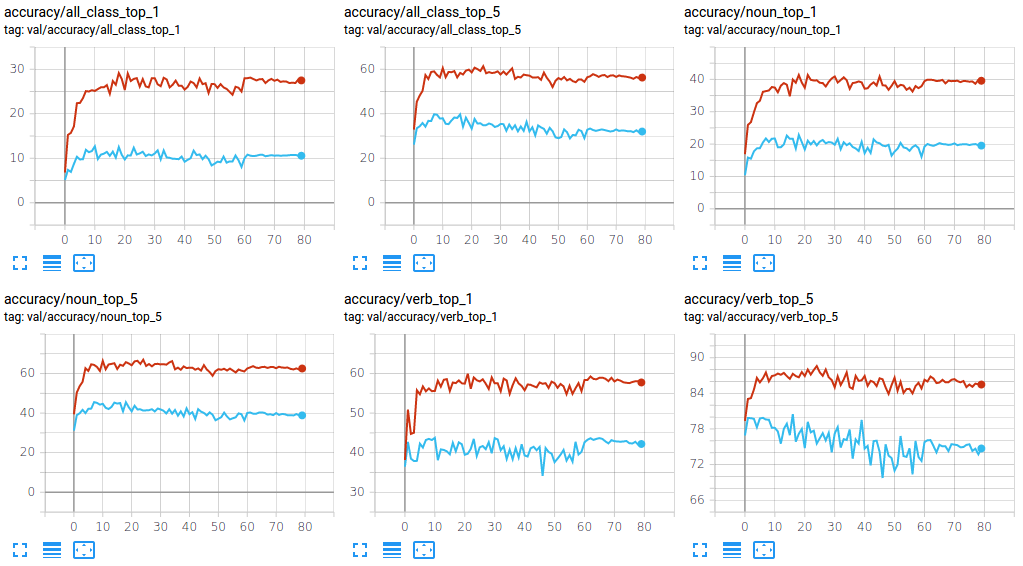 accuracy/all_class_top_1
tag: val/accuracy/all_class_top_1
30
20
10
0
0 10 20 30 40 50 60 70 80
accuracy/all_class_top_5
tag: val/accuracy/all_class_top_5
60
40
20
0
0 10 20 30 40 50 60 70 80
accuracy/noun_top_1
tag: val/accuracy/noun_top_1
40
30
20
10
0
0 10 20 30 40 50 60 70 80
accuracy/noun_top_5
tag: val/accuracy/noun_top_5
60
40
20
0
0 10 20 30 40 50 60 70 80
accuracy/verb_top_1
tag: val/accuracy/verb_top_1
60
50
40
30
0 10 20 30 40 50 60 70 80
accuracy/verb_top_5
tag: val/accuracy/verb_top_5
90
84
78
72
66
0 10 20 30 40 50 60 70 80